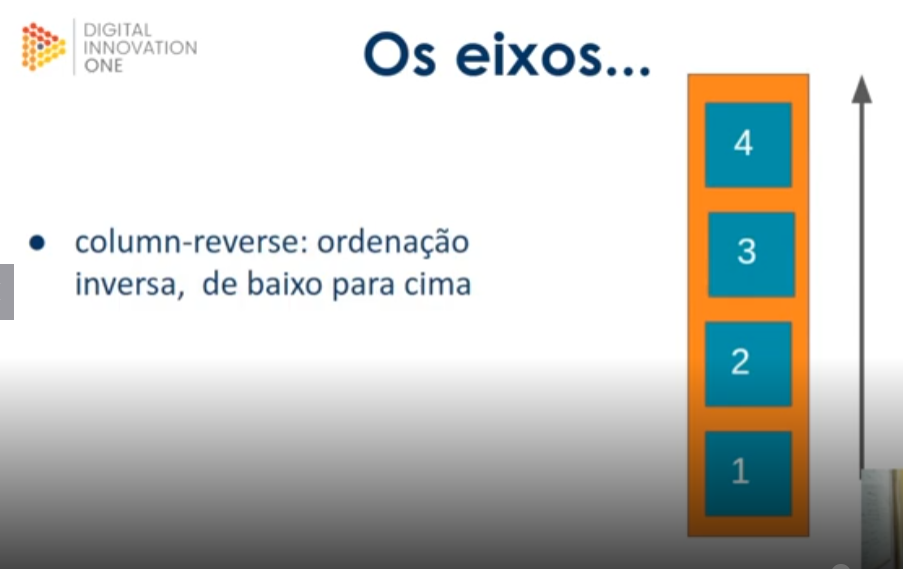 DIGITAL
INNOVATION
ONE
Os eixos...
column-reverse: ordenação
inversa, de baixo para cima
4
3
2
1